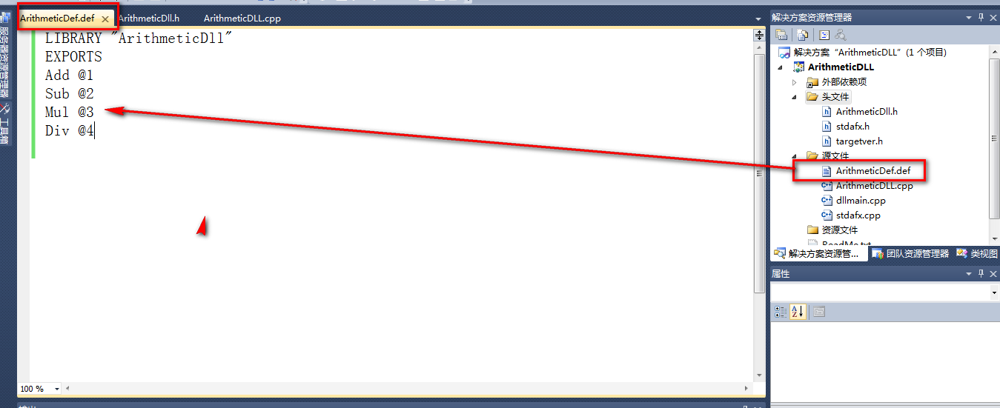 ArithmeticDef.def
ArithmeticDll.h
ArithmeticDLL.cpp
服务器资源管理器
工具箱
LIBRARY "ArithmeticDll"
EXPORTS
Add @1
Sub @2
Mul @3
Div @4
100 %
解决方案资源管理器
解决方案“ArithmeticDLL”(1 个项目)
ArithmeticDLL
外部依赖项
头文件
ArithmeticDll.h
stdafx.h
targetver.h
源文件
ArithmeticDef.def
ArithmeticDLL.cpp
dllmain.cpp
stdafx.cpp
资源文件
ReadMe.txt
解决方案资源管...
团队资源管理器
类视图
属性
输出